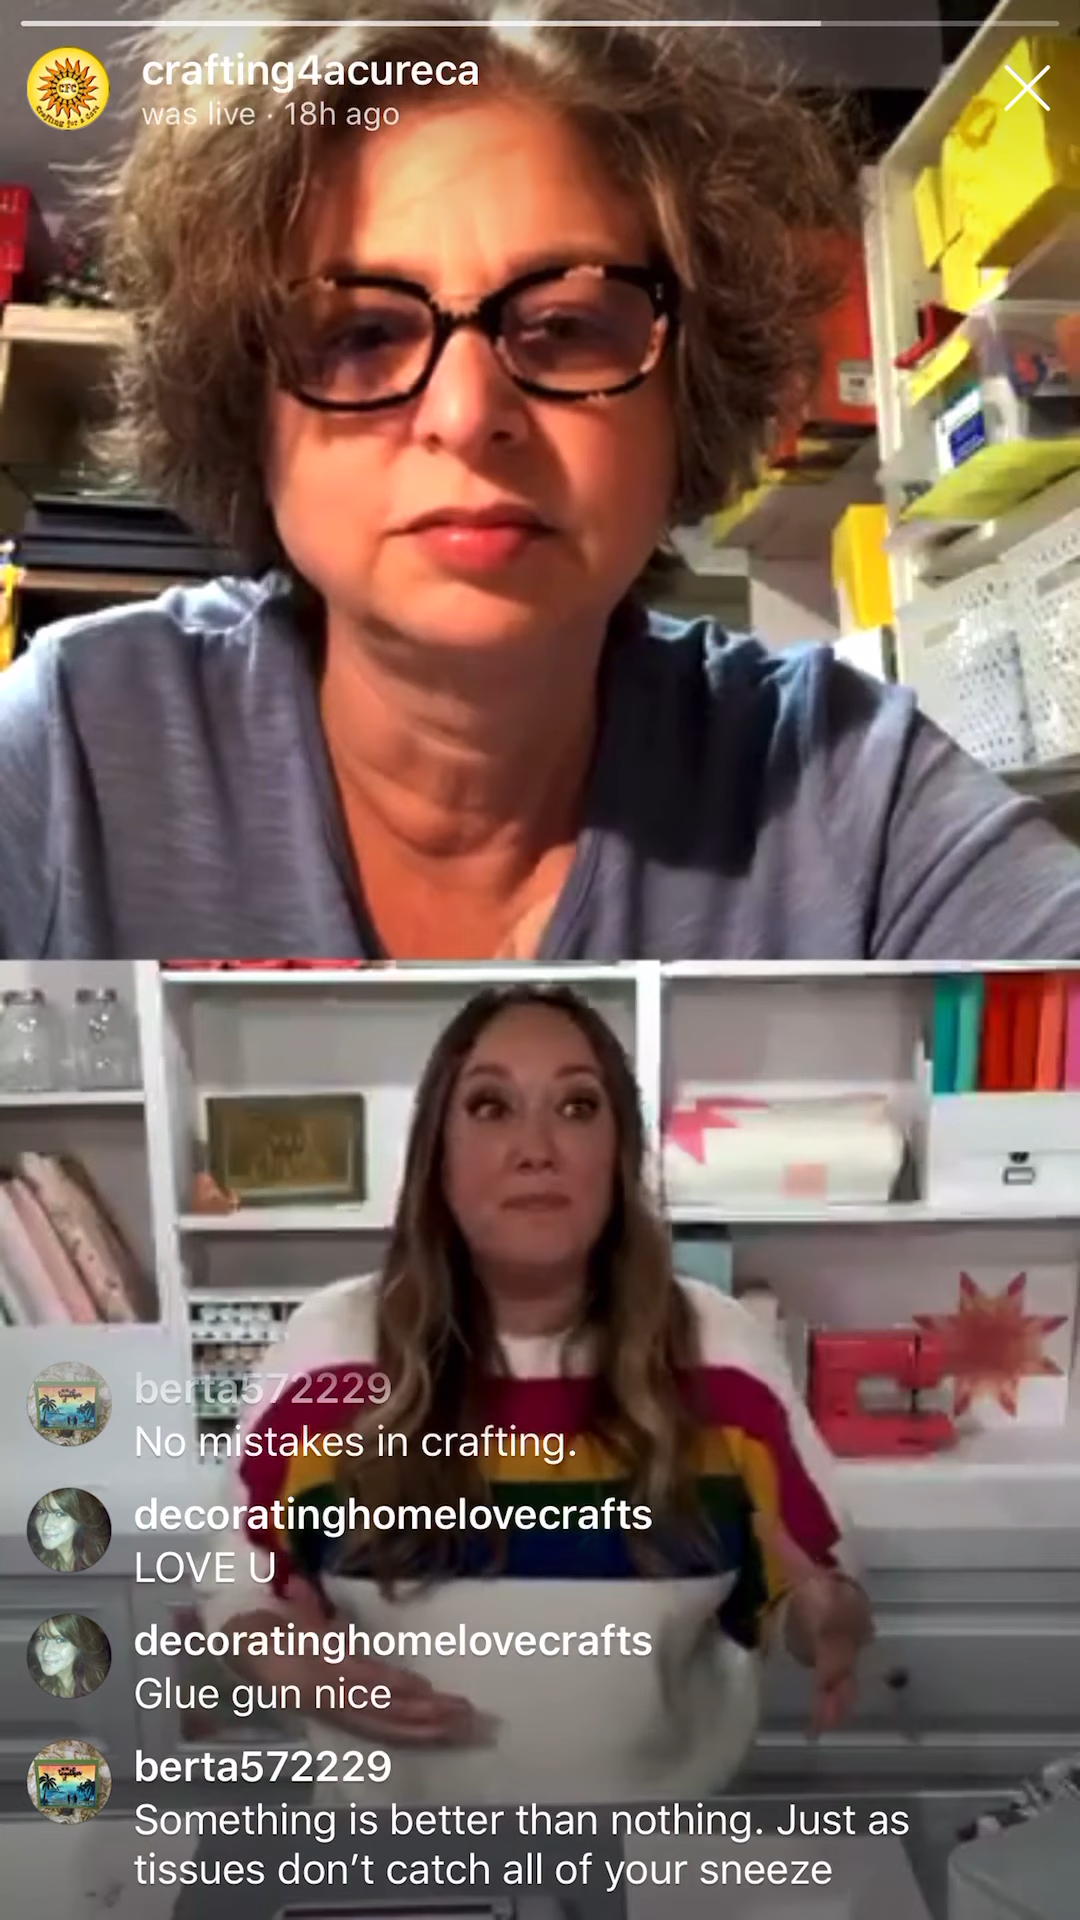 crafting4acureca
was live · 18h ago
CFC
berta572229
No mistakes in crafting.
decoratinghomelovecrafts
LOVE U
decoratinghomelovecrafts
Glue gun nice
berta572229
Something is better than nothing. Just as
tissues don’t catch all of your sneeze